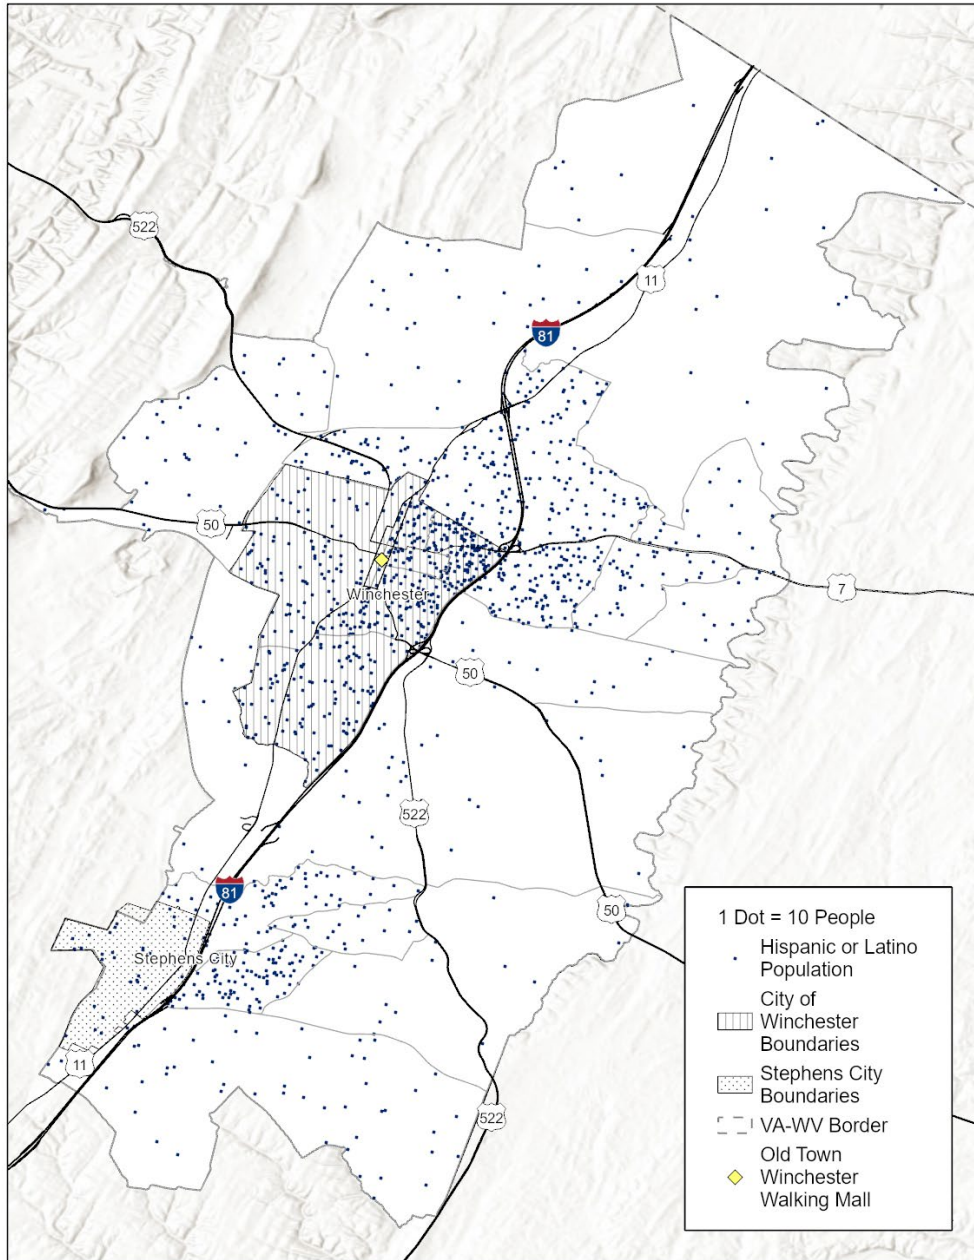 522
11
81
50
Winchester
7
50
522
81
50
Stephens City
11
522
1 Dot = 10 People
Hispanic or Latino
Population
City of
Winchester
Boundaries
Stephens City
Boundaries
VA-WV Border
Old Town
Winchester
Walking Mall